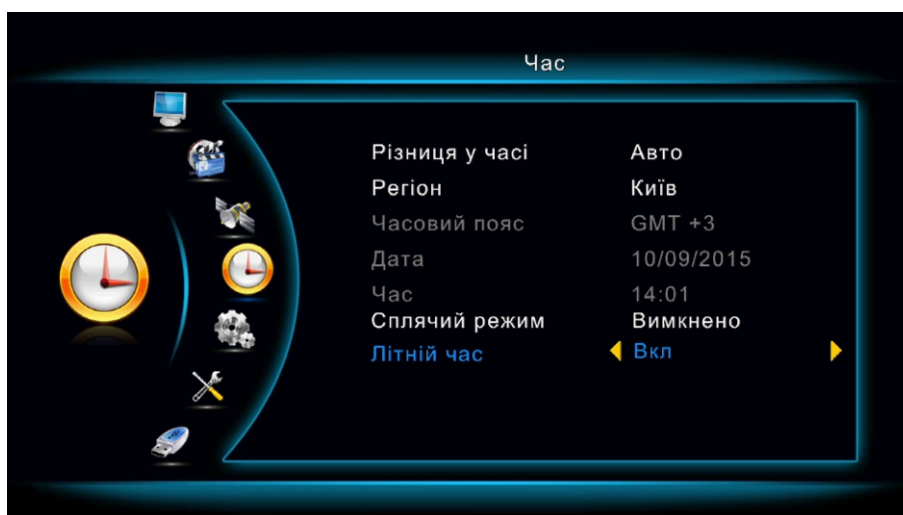 Час
Різниця у часі Авто
Регіон Київ
Часовий пояс GMT +3
Дата 10/09/2015
Час 14:01
Сплячий режим Вимкнено
Літній час Вкл